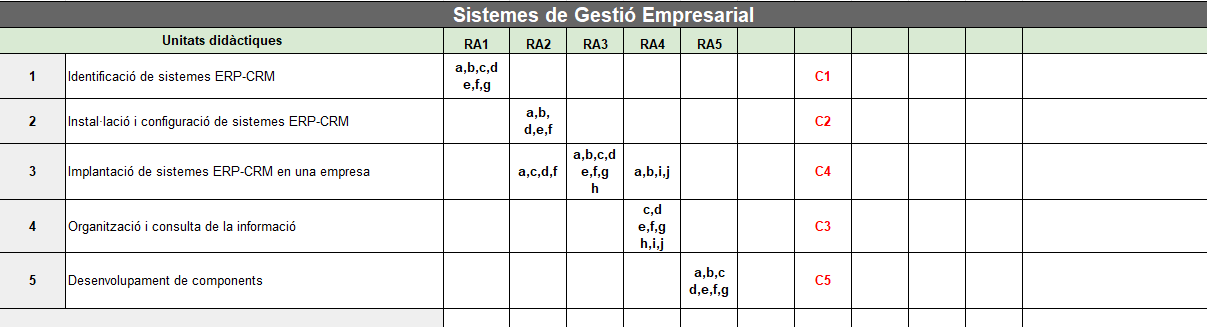 Sistemes de Gestió Empresarial
Unitats didàctiques RA1 RA2 RA3 RA4 RA5
1 Identificació de sistemes ERP-CRM a,b,c,d C1
e,f,g
2 Instal·lació i configuració de sistemes ERP-CRM a,b, C2
d,e,f
3 Implantació de sistemes ERP-CRM en una empresa a,c,d,f a,b,c,d a,b,i,j C4
e,f,g
h
4 Organització i consulta de la informació c,d C3
e,f,g
h,i,j
5 Desenvolupament de components a,b,c C5
d,e,f,g